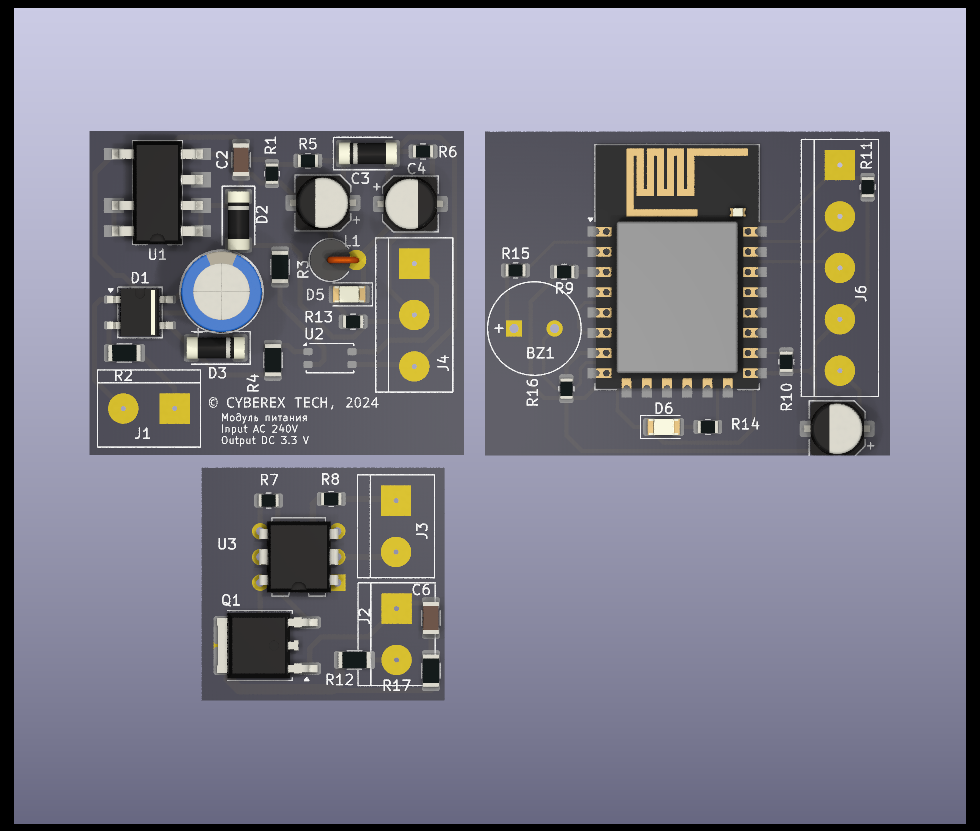 R1
C2
R5
R6
C3
C4
D2
U1
L1
R3
D1
D5
R13
U2
J4
R2
D3
R4
J1
© CYBEREX TECH, 2024
Модуль питания
Input AC 240V
Output DC 3.3 V
R11
R15
R9
J6
BZ1
R16
R10
D6
R14
R7
R8
U3
J3
Q1
C6
J2
R12
R17